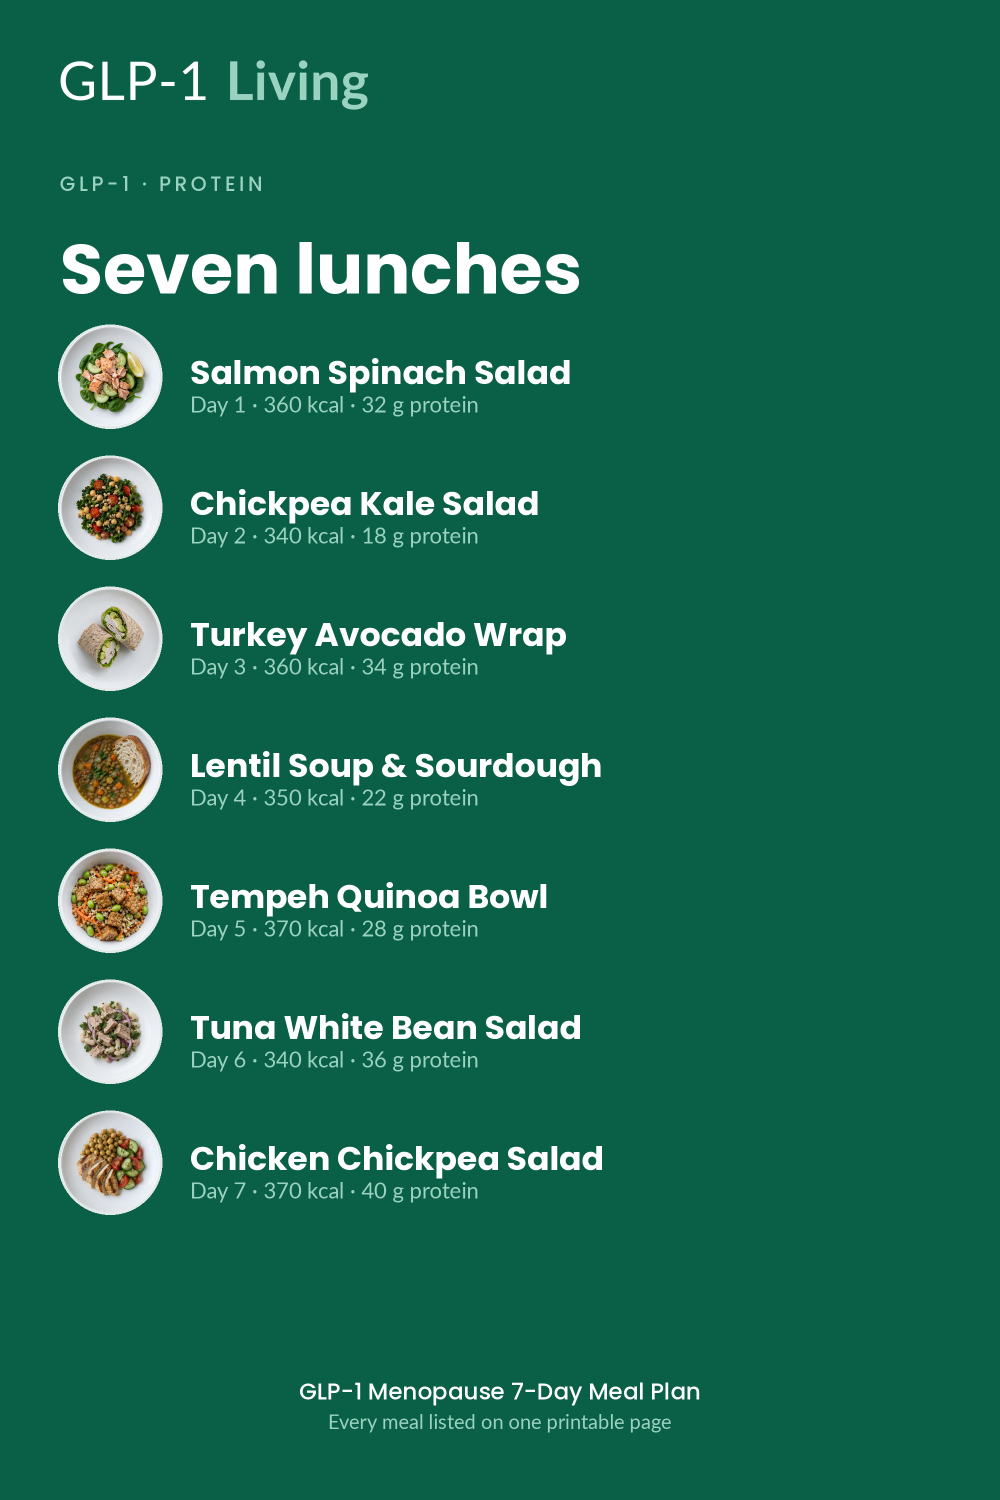 GLP-1 Living
GLP-1 · PROTEIN
Seven lunches
Salmon Spinach Salad
Day 1 · 360 kcal · 32 g protein
Chickpea Kale Salad
Day 2 · 340 kcal · 18 g protein
Turkey Avocado Wrap
Day 3 · 360 kcal · 34 g protein
Lentil Soup & Sourdough
Day 4 · 350 kcal · 22 g protein
Tempeh Quinoa Bowl
Day 5 · 370 kcal · 28 g protein
Tuna White Bean Salad
Day 6 · 340 kcal · 36 g protein
Chicken Chickpea Salad
Day 7 · 370 kcal · 40 g protein
GLP-1 Menopause 7-Day Meal Plan
Every meal listed on one printable page